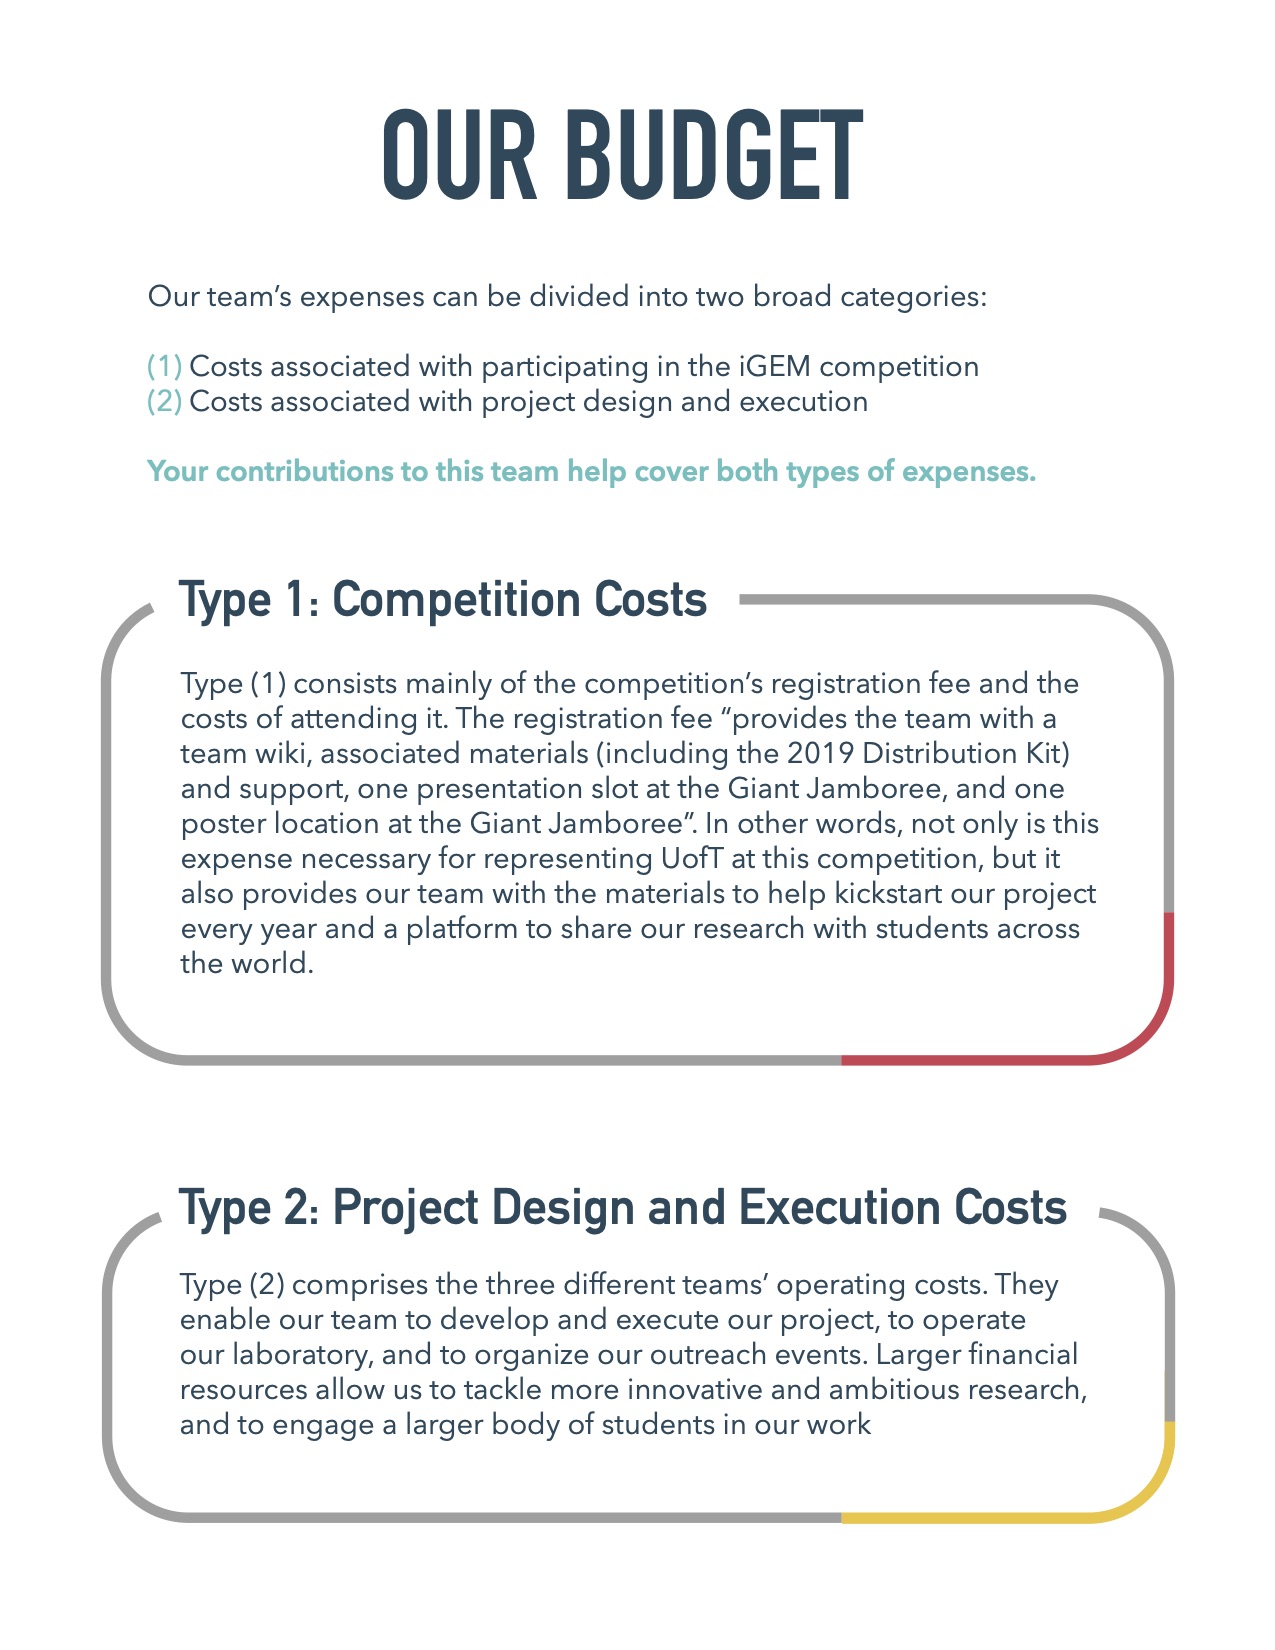 OUR BUDGET
Our team’s expenses can be divided into two broad categories:
(1) Costs associated with participating in the iGEM competition
(2) Costs associated with project design and execution
Your contributions to this team help cover both types of expenses.
Type 1: Competition Costs
Type (1) consists mainly of the competition’s registration fee and the
costs of attending it. The registration fee “provides the team with a
team wiki, associated materials (including the 2019 Distribution Kit)
and support, one presentation slot at the Giant Jamboree, and one
poster location at the Giant Jamboree”. In other words, not only is this
expense necessary for representing UofT at this competition, but it
also provides our team with the materials to help kickstart our project
every year and a platform to share our research with students across
the world.
Type 2: Project Design and Execution Costs
Type (2) comprises the three different teams’ operating costs. They
enable our team to develop and execute our project, to operate
our laboratory, and to organize our outreach events. Larger financial
resources allow us to tackle more innovative and ambitious research,
and to engage a larger body of students in our work